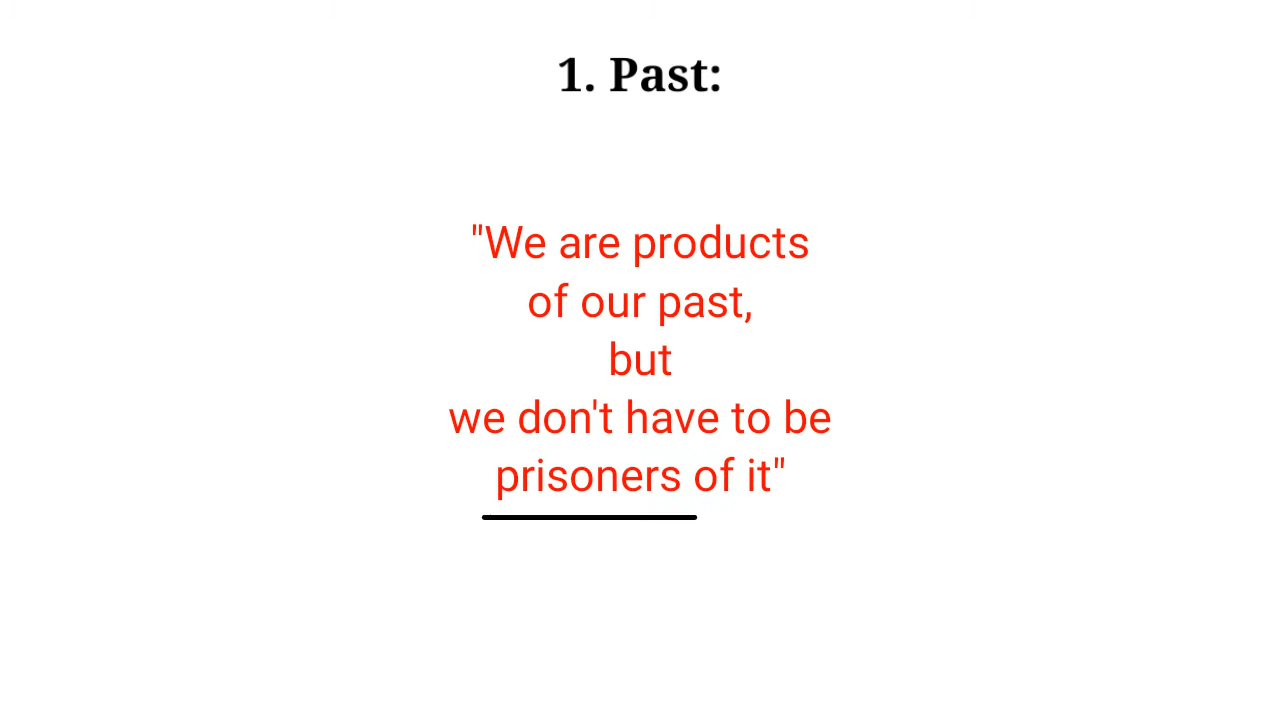 1. Past:
"We are products
of our past,
but
we don't have to be
prisoners of it"